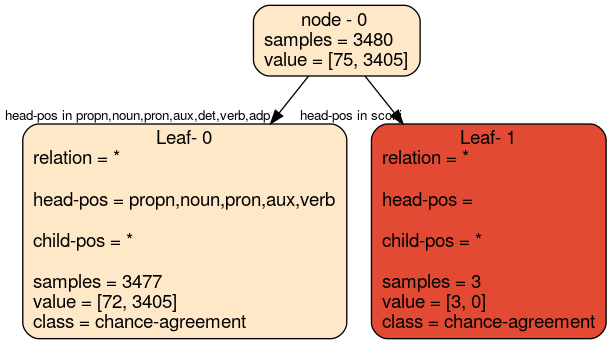 node - 0
samples = 3480
value = [75, 3405]
head-pos in propn,noun,pron,aux,det,verb,adp
head-pos in
Leaf- 0
relation = *
head-pos = propn,noun,pron,aux,verb
child-pos = *
samples = 3477
value = [72, 3405]
class = chance-agreement
Leaf- 1
relation = *
head-pos =
child-pos = *
samples = 3
value = [3, 0]
class = chance-agreement